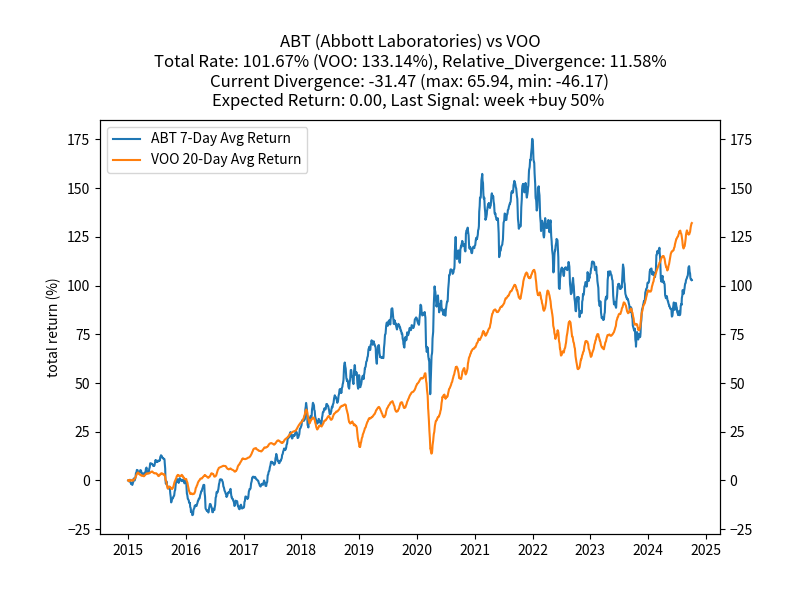 ABT (Abbott Laboratories) vs VOO
Total Rate: 101.67% (VOO: 133.14%), Relative_Divergence: 11.58%
Current Divergence: -31.47 (max: 65.94, min: -46.17)
Expected Return: 0.00, Last Signal: week +buy 50%
ABT 7-Day Avg Return
VOO 20-Day Avg Return
total return (%)
175
150
125
100
75
50
25
0
−25
175
150
125
100
75
50
25
0
−25
2015 2016 2017 2018 2019 2020 2021 2022 2023 2024 2025